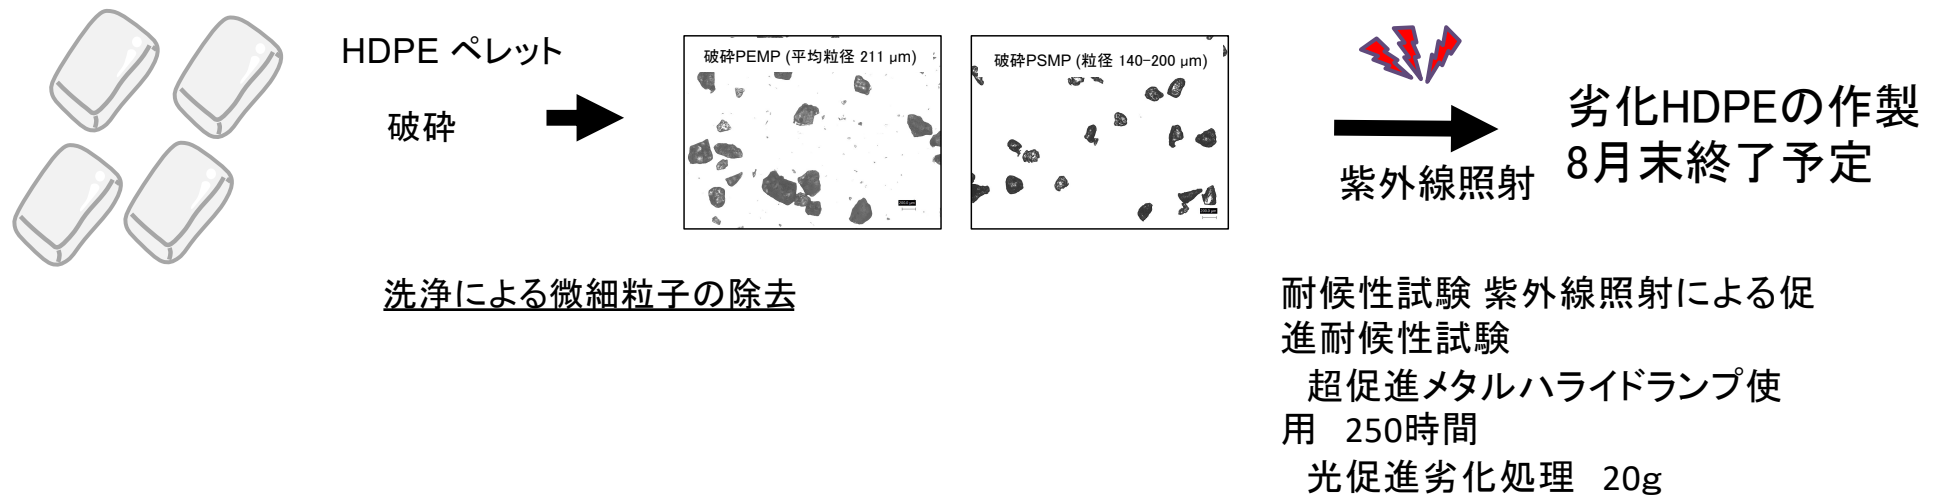 HDPE ペレット
破砕
破砕PEMP (平均粒径 211 μm)
破砕PSMP (粒径 140-200 μm)
紫外線照射
劣化HDPEの作製
8月末終了予定
洗浄による微細粒子の除去
耐候性試験 紫外線照射による促
進耐候性試験
超促進メタルハライドランプ使
用 250時間
光促進劣化処理 20g